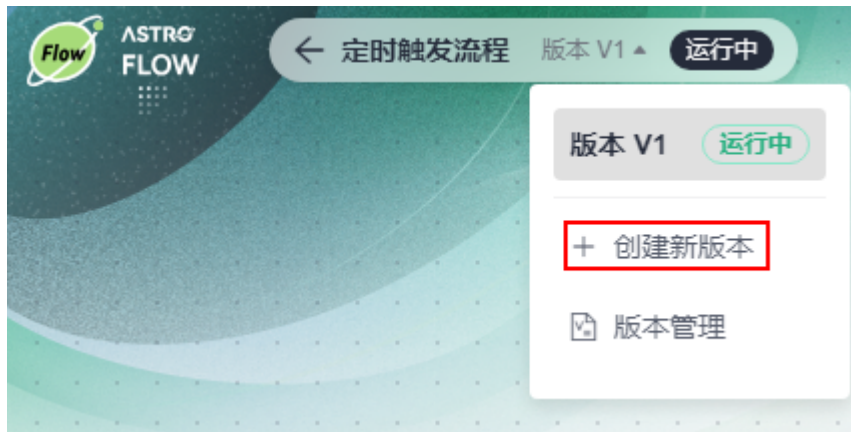 Flow
ASTRO
FLOW
← 定时触发流程 版本 V1 ▲ 运行中
版本 V1 运行中
+ 创建新版本
版本管理